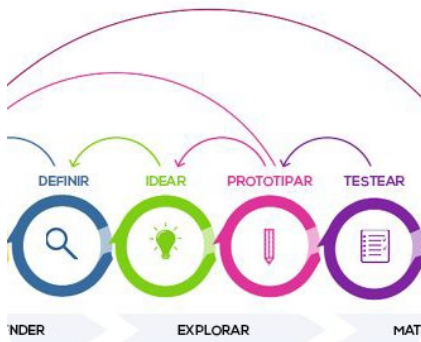 DEFINIR
IDEAR
PROTOTIPAR
TESTEAR
NDER
EXPLORAR
MAT